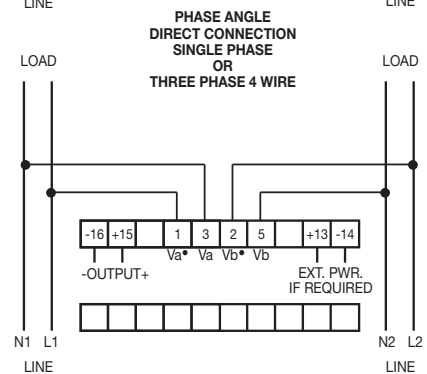 LINE LINE
PHASE ANGLE
DIRECT CONNECTION
SINGLE PHASE
OR
THREE PHASE 4 WIRE
LOAD LOAD
-16 +15 1 3 2 5 +13 -14
Va• Va Vb• Vb
-OUTPUT+
EXT. PWR.
IF REQUIRED
N1 L1 N2 L2
LINE LINE